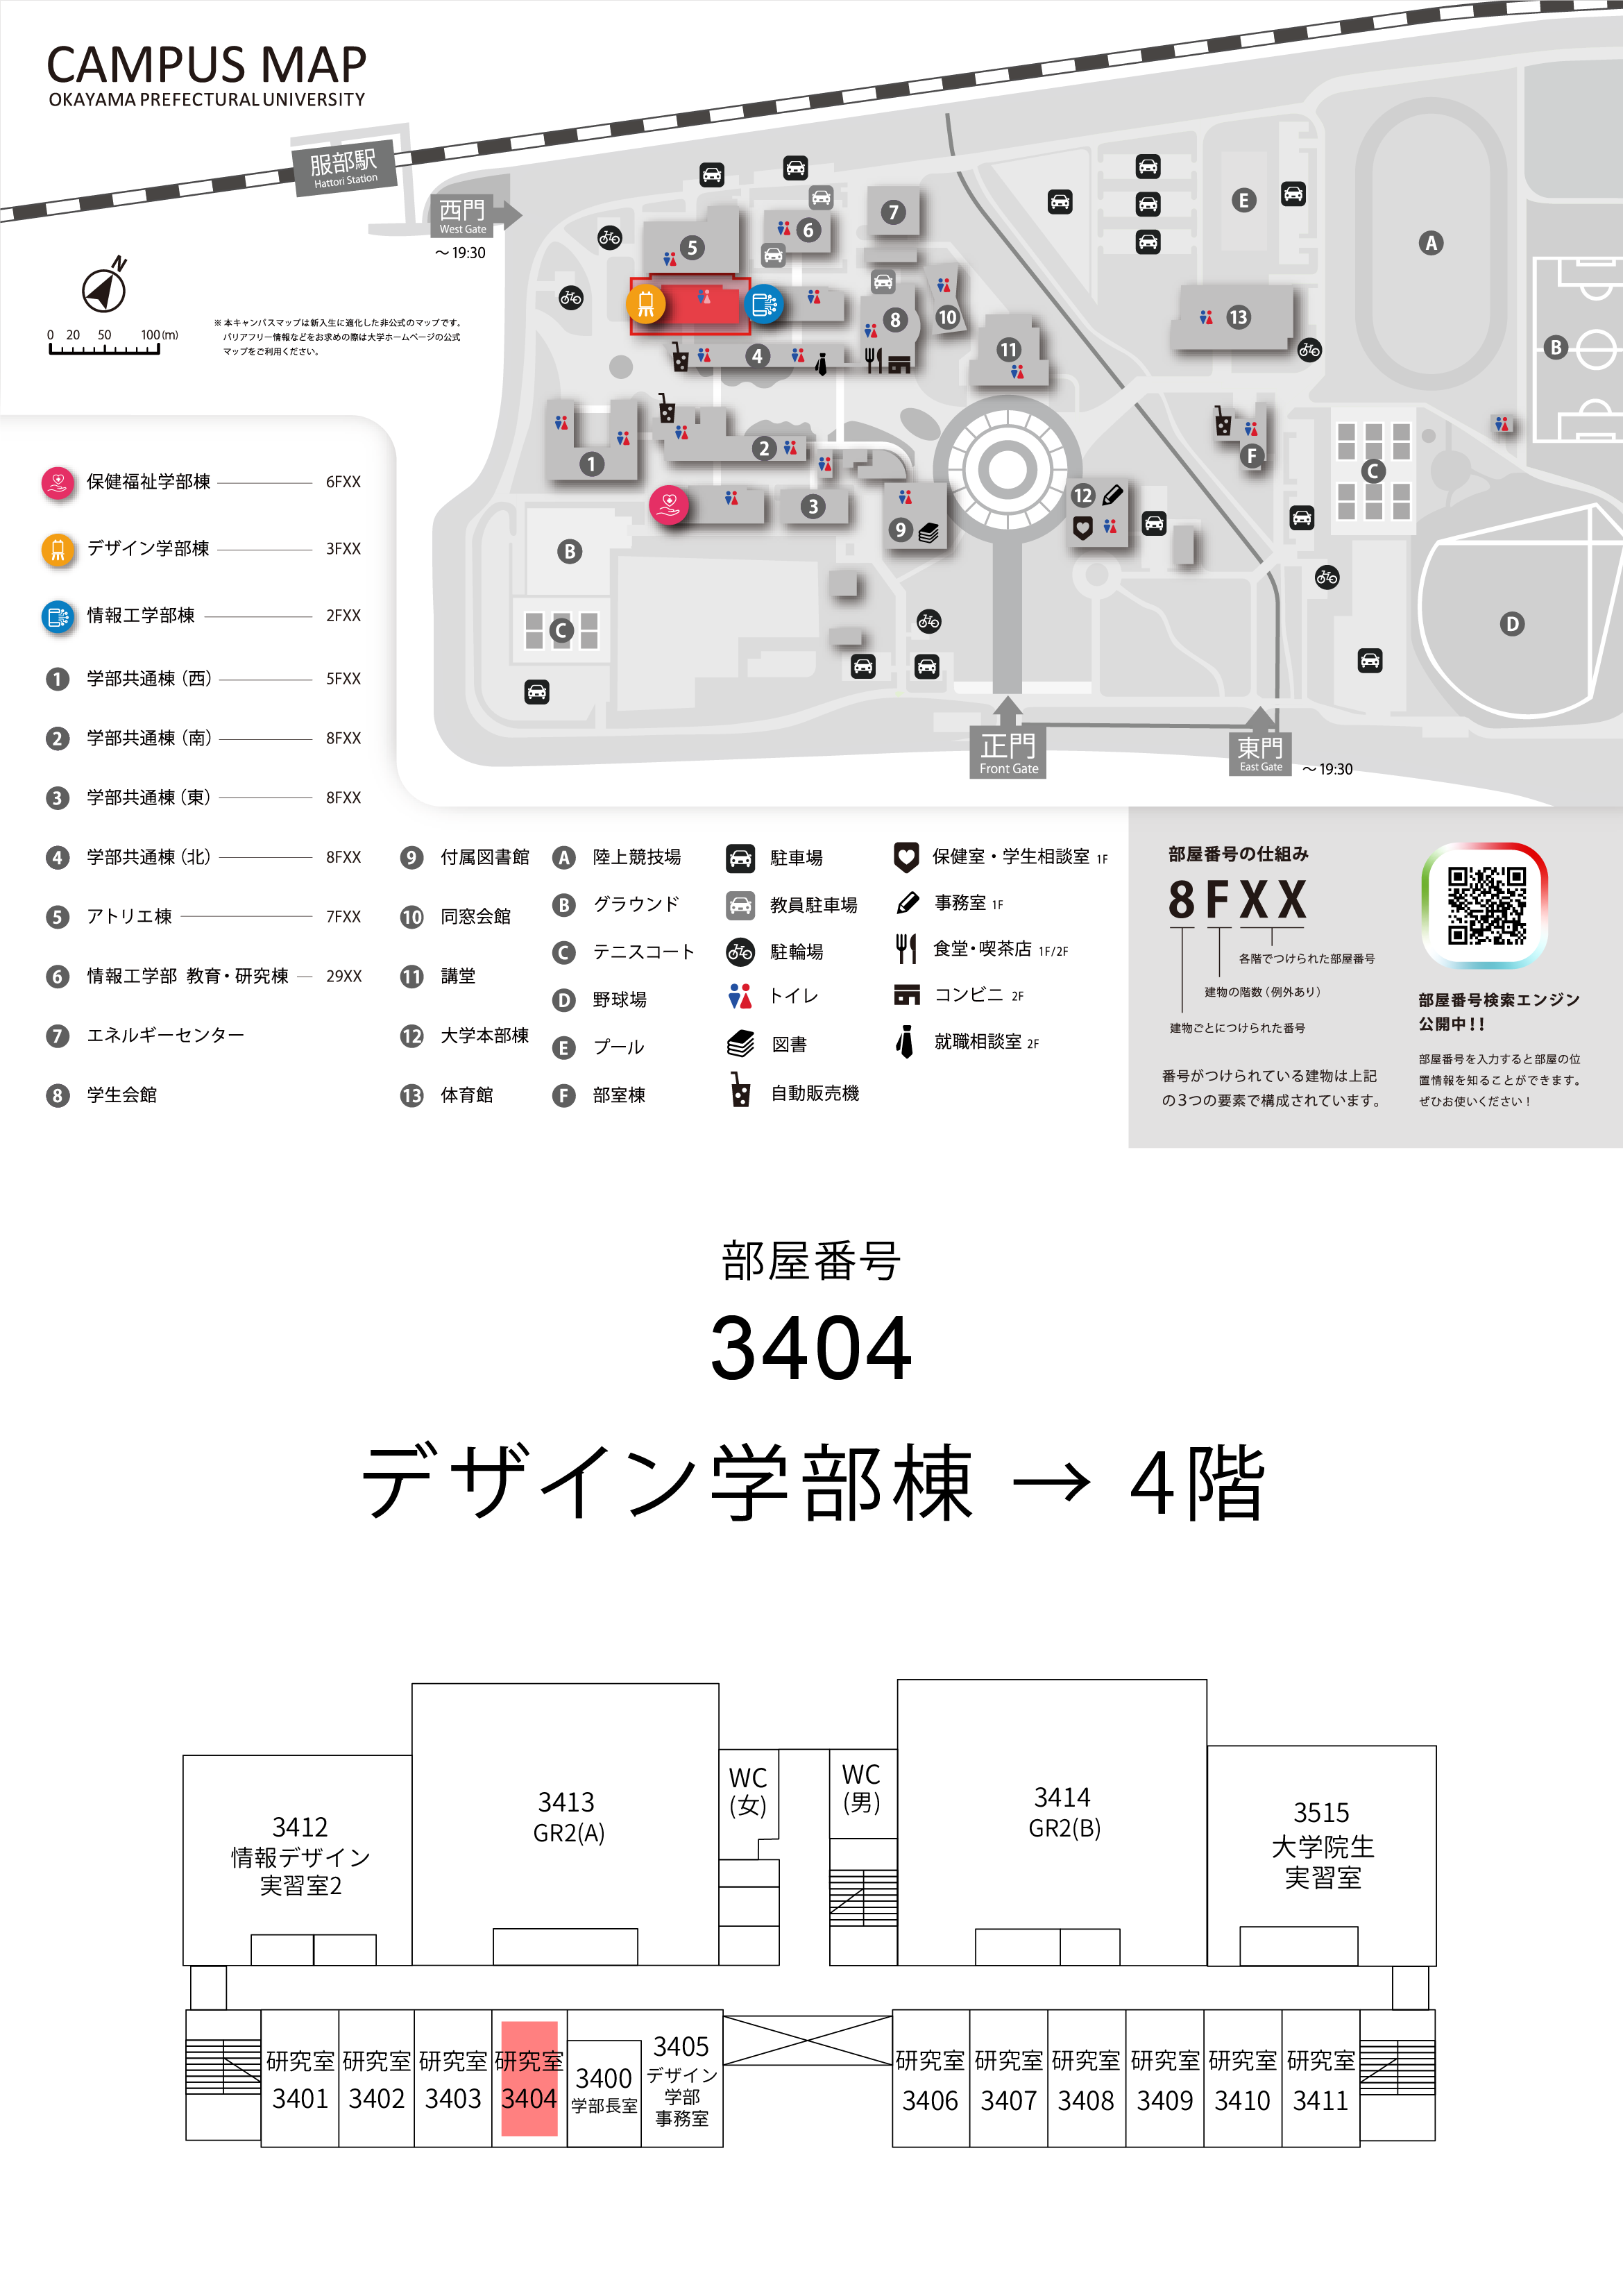 CAMPUS MAP
OKAYAMA PREFECTURAL UNIVERSITY
服部駅
Hattori Station
西門
West Gate
～19:30
N
0 20 50 100(m)
※ 本キャンパスマップは新入生に適化した非公式のマップです。
バリアフリー情報などをお求めの際は大学ホームページの公式
マップをご利用ください。
7
6
5
E
A
13
8
10
11
4
B
2
1
F
C
12
3
9
B
C
D
正門
Front Gate
東門
East Gate
～19:30
保健福祉学部棟 6FXX
デザイン学部棟 3FXX
情報工学部棟 2FXX
1 学部共通棟（西） 5FXX
2 学部共通棟（南） 8FXX
3 学部共通棟（東） 8FXX
4 学部共通棟（北） 8FXX
5 アトリエ棟 7FXX
6 情報工学部 教育・研究棟 29XX
7 エネルギーセンター
8 学生会館
9 付属図書館
10 同窓会館
11 講堂
12 大学本部棟
13 体育館
A 陸上競技場
B グラウンド
C テニスコート
D 野球場
E プール
F 部室棟
駐車場
教員駐車場
駐輪場
トイレ
図書
自動販売機
保健室・学生相談室 1F
事務室 1F
食堂・喫茶店 1F/2F
コンビニ 2F
就職相談室 2F
部屋番号の仕組み
8FXX
各階でつけられた部屋番号
建物の階数（例外あり）
建物ごとにつけられた番号
番号がつけられている建物は上記
の3つの要素で構成されています。
部屋番号検索エンジン
公開中！！
部屋番号を入力すると部屋の位
置情報を知ることができます。
ぜひお使いください！
部屋番号
3404
デザイン学部棟 → 4階
3412
情報デザイン
実習室2
3413
GR2(A)
WC
(女)
WC
(男)
3414
GR2(B)
3515
大学院生
実習室
研究室
3401
研究室
3402
研究室
3403
研究室
3404
3400
学部長室
3405
デザイン
学部
事務室
研究室
3406
研究室
3407
研究室
3408
研究室
3409
研究室
3410
研究室
3411